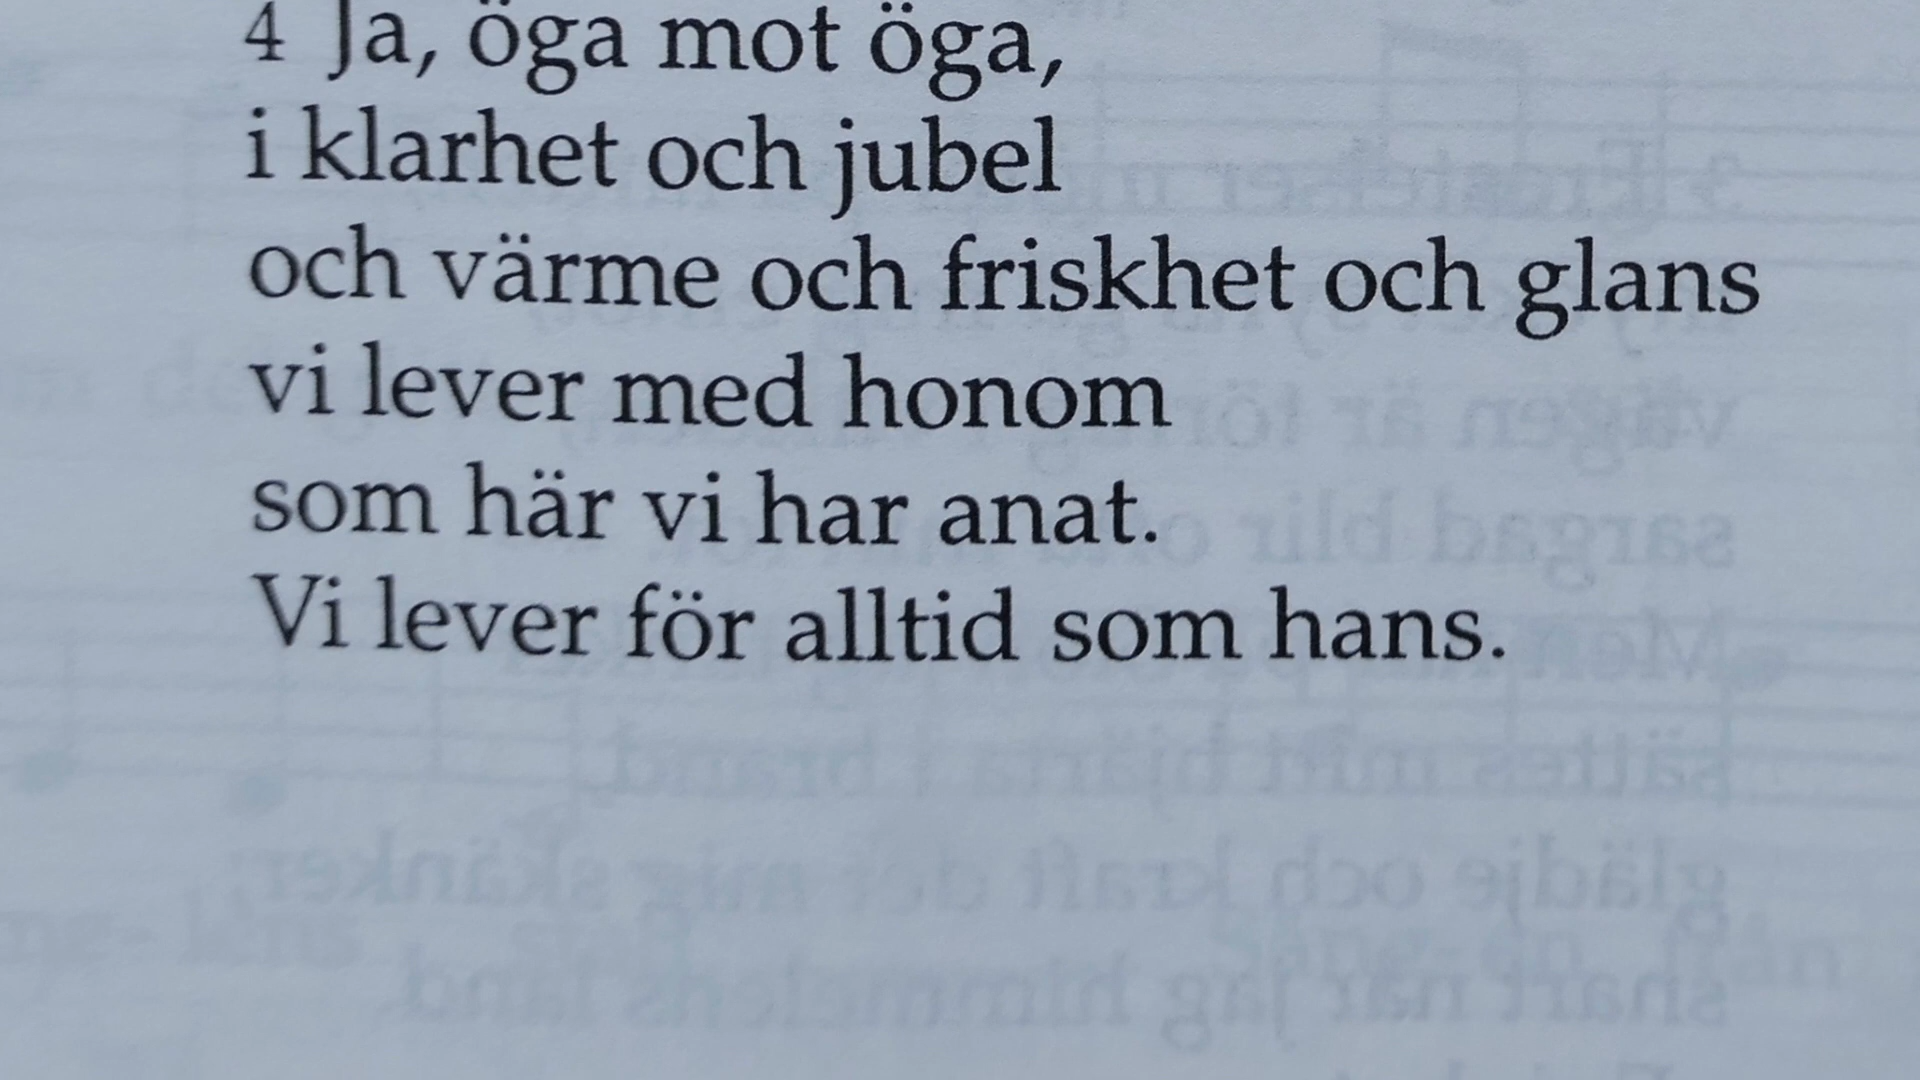 4 Ja, öga mot öga,
i klarhet och jubel
och värme och friskhet och glans
vi lever med honom
som här vi har anat.
Vi lever för alltid som hans.